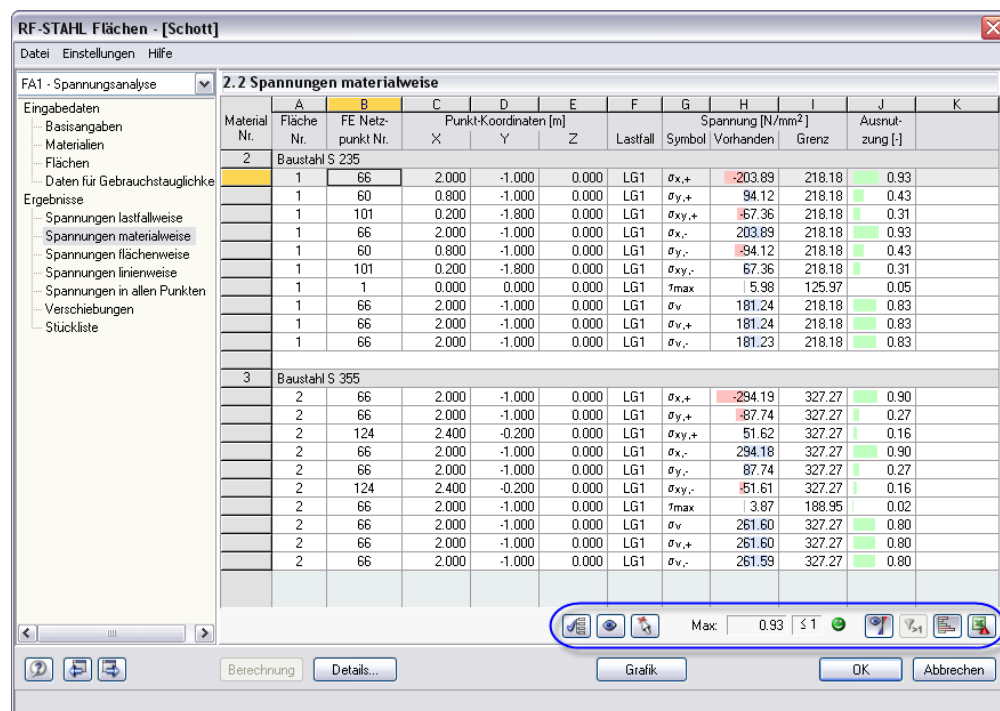 RF-STAHL Flächen - [Schott]
Datei Einstellungen Hilfe
FA1 - Spannungsanalyse
2.2 Spannungen materialweise
Eingabedaten
Basisangaben
Materialien
Flächen
Daten für Gebrauchstauglichke
Ergebnisse
Spannungen lastfallweise
Spannungen materialweise
Spannungen flächenweise
Spannungen linienweise
Spannungen in allen Punkten
Verschiebungen
Stückliste
A B C D E F G H I J K
Material Fläche FE Netz- Punkt-Koordinaten [m] Spannung [N/mm²] Ausnut-
Nr. Nr. punkt Nr. X Y Z Lastfall Symbol Vorhanden Grenz zung [-]
2 Baustahl S 235
1 66 2.000 -1.000 0.000 LG1 σx,+ -203.89 218.18 0.93
1 60 0.800 -1.000 0.000 LG1 σy,+ 94.12 218.18 0.43
1 101 0.200 -1.800 0.000 LG1 σxy,+ -67.36 218.18 0.31
1 66 2.000 -1.000 0.000 LG1 σx,- 203.89 218.18 0.93
1 60 0.800 -1.000 0.000 LG1 σy,- -94.12 218.18 0.43
1 101 0.200 -1.800 0.000 LG1 σxy,- 67.36 218.18 0.31
1 1 0.000 0.000 0.000 LG1 τmax 5.98 125.97 0.05
1 66 2.000 -1.000 0.000 LG1 σv 181.24 218.18 0.83
1 66 2.000 -1.000 0.000 LG1 σv,+ 181.24 218.18 0.83
1 66 2.000 -1.000 0.000 LG1 σv,- 181.23 218.18 0.83
3 Baustahl S 355
2 66 2.000 -1.000 0.000 LG1 σx,+ -294.19 327.27 0.90
2 66 2.000 -1.000 0.000 LG1 σy,+ -87.74 327.27 0.27
2 124 2.400 -0.200 0.000 LG1 σxy,+ 51.62 327.27 0.16
2 66 2.000 -1.000 0.000 LG1 σx,- 294.18 327.27 0.90
2 66 2.000 -1.000 0.000 LG1 σy,- 87.74 327.27 0.27
2 124 2.400 -0.200 0.000 LG1 σxy,- -51.61 327.27 0.16
2 66 2.000 -1.000 0.000 LG1 τmax 3.87 188.95 0.02
2 66 2.000 -1.000 0.000 LG1 σv 261.60 327.27 0.80
2 66 2.000 -1.000 0.000 LG1 σv,+ 261.60 327.27 0.80
2 66 2.000 -1.000 0.000 LG1 σv,- 261.59 327.27 0.80
Max: 0.93 ≤ 1 >1
Berechnung Details... Grafik OK Abbrechen